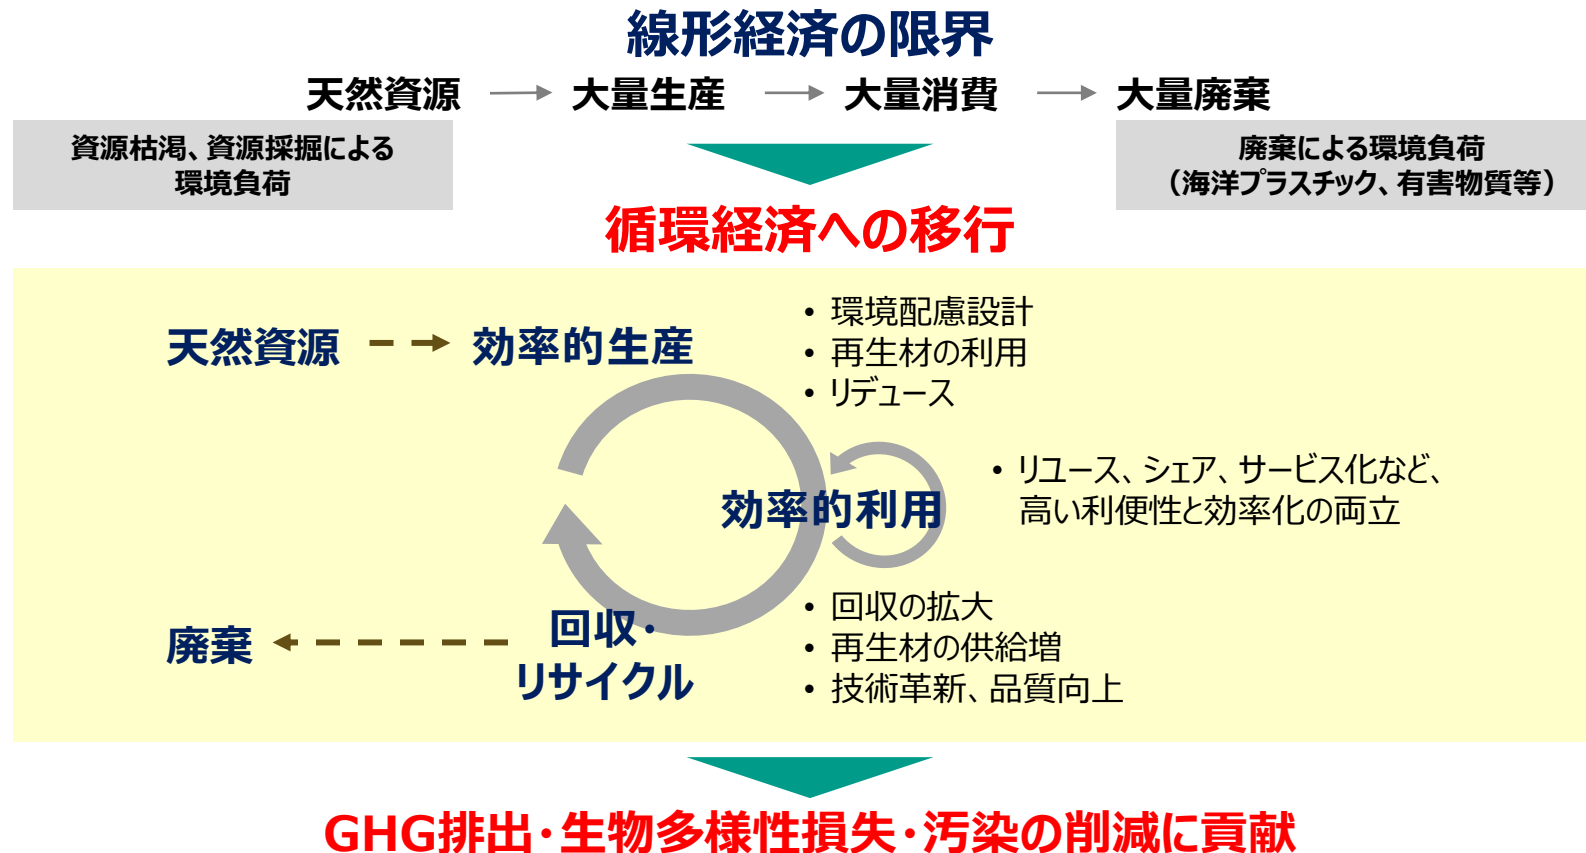 線形経済の限界
天然資源 → 大量生産 → 大量消費 → 大量廃棄
資源枯渇、資源採掘による
環境負荷
廃棄による環境負荷
（海洋プラスチック、有害物質等）
循環経済への移行
天然資源
効率的生産
• 環境配慮設計
• 再生材の利用
• リデュース
効率的利用
• リユース、シェア、サービス化など、
高い利便性と効率化の両立
廃棄
回収・
リサイクル
• 回収の拡大
• 再生材の供給増
• 技術革新、品質向上
GHG排出・生物多様性損失・汚染の削減に貢献